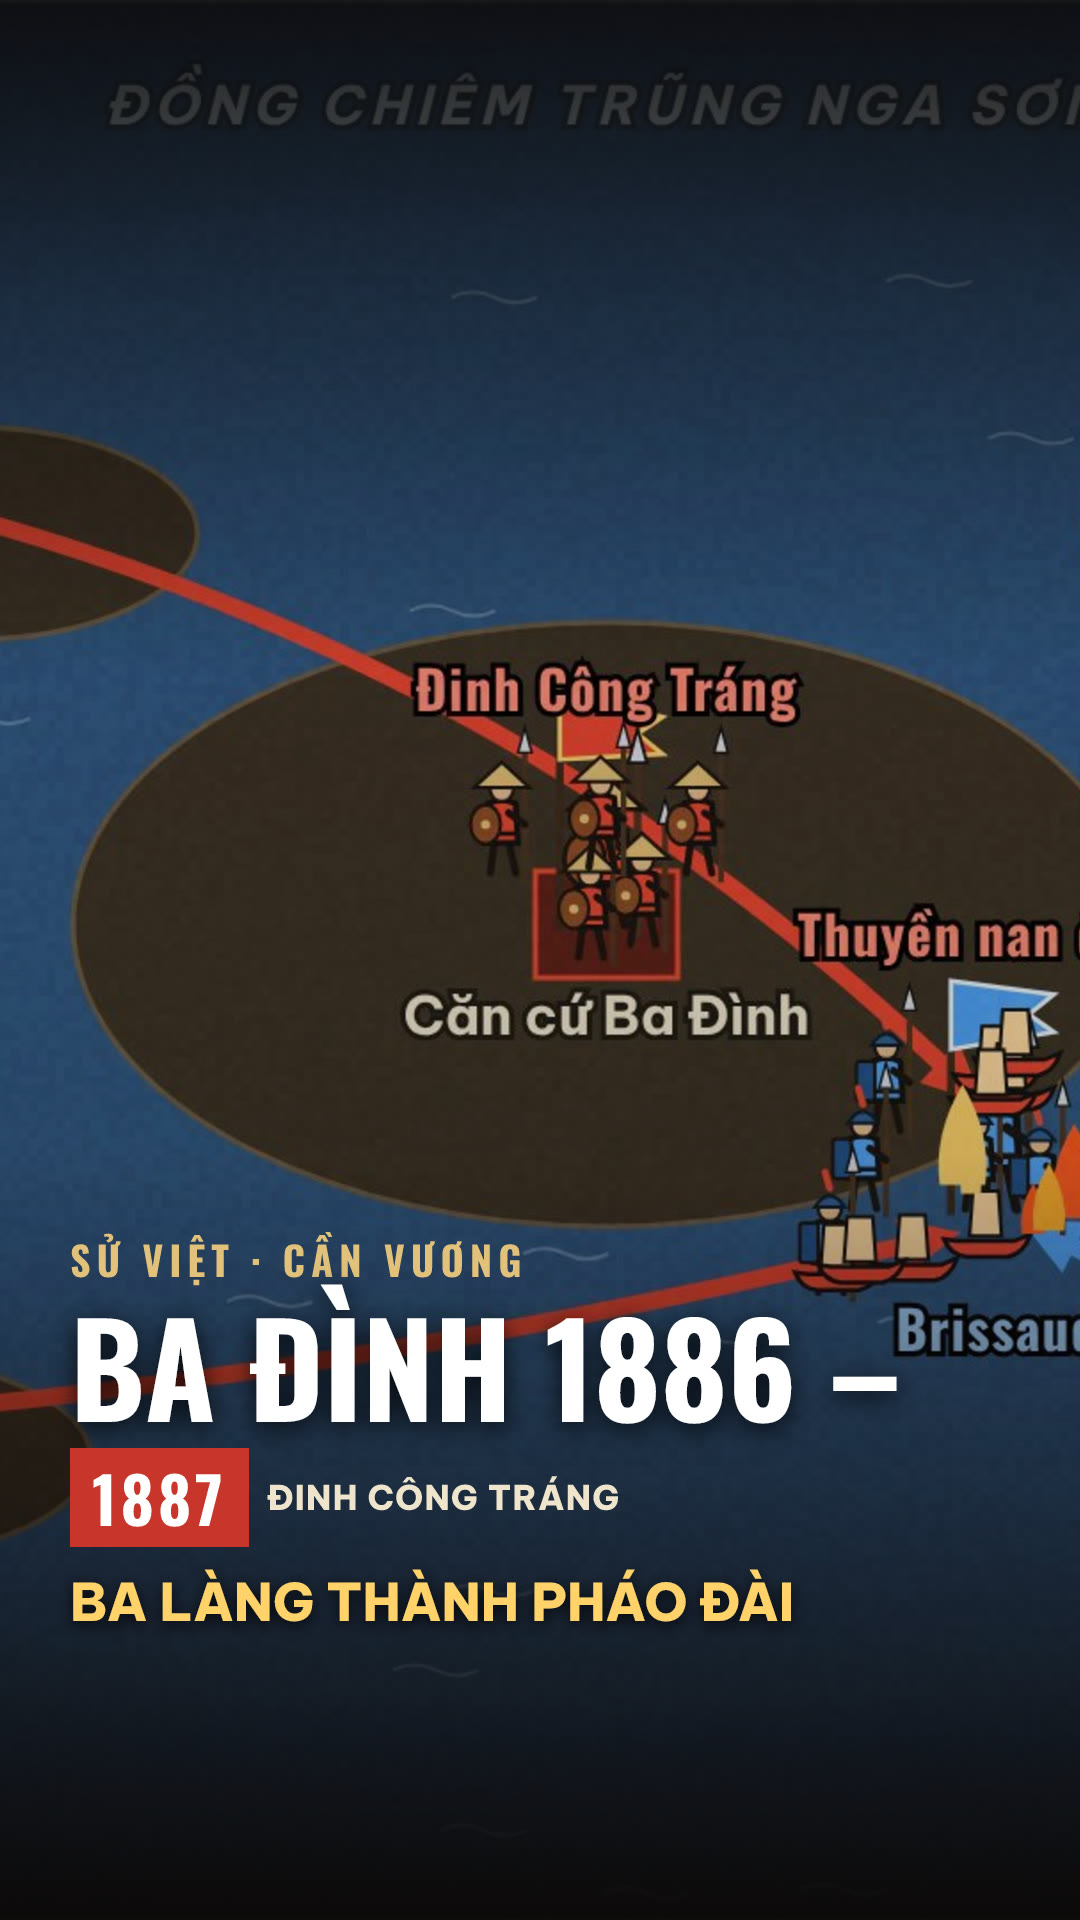 ĐỒNG CHIÊM TRŨNG NGA
Đinh Công Tráng
Thuyền nan
Căn cứ Ba Đình
SỬ VIỆT · CẦN VƯƠNG
BA ĐÌNH 1886 –
Brissaud
1887 ĐINH CÔNG TRÁNG
BA LÀNG THÀNH PHÁO ĐÀI